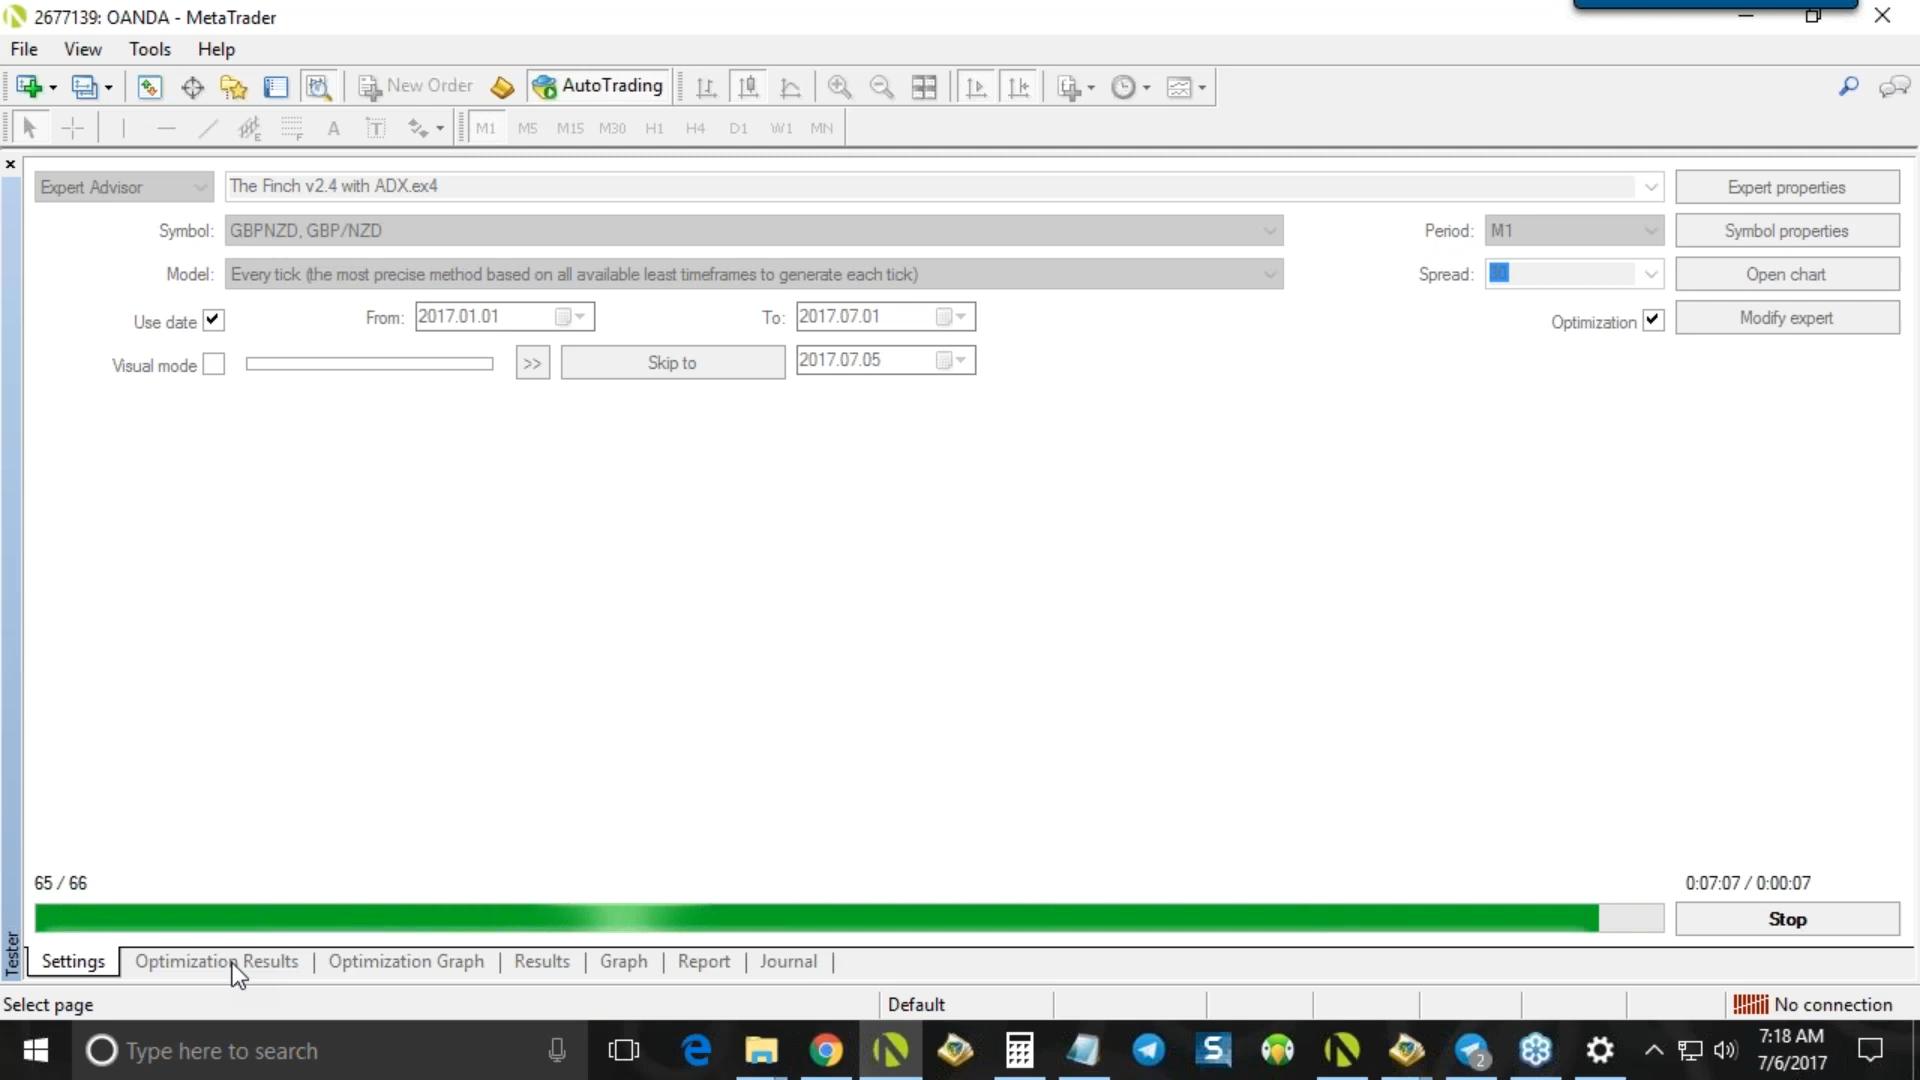 2677139: OANDA - MetaTrader
File View Tools Help
New Order AutoTrading
A T M1 M5 M15 M30 H1 H4 D1 W1 MN
Expert Advisor The Finch v2.4 with ADX.ex4 Expert properties
Symbol: GBPNZD, GBP/NZD Period: M1 Symbol properties
Model: Every tick (the most precise method based on all available least timeframes to generate each tick) Spread: Open chart
Use date From: 2017.01.01 To: 2017.07.01 Optimization Modify expert
Visual mode >> Skip to 2017.07.05
65 / 66 0:07:07 / 0:00:07
Stop
Tester
Settings Optimization Results Optimization Graph Results Graph Report Journal
Select page Default No connection
Type here to search 7:18 AM
7/6/2017